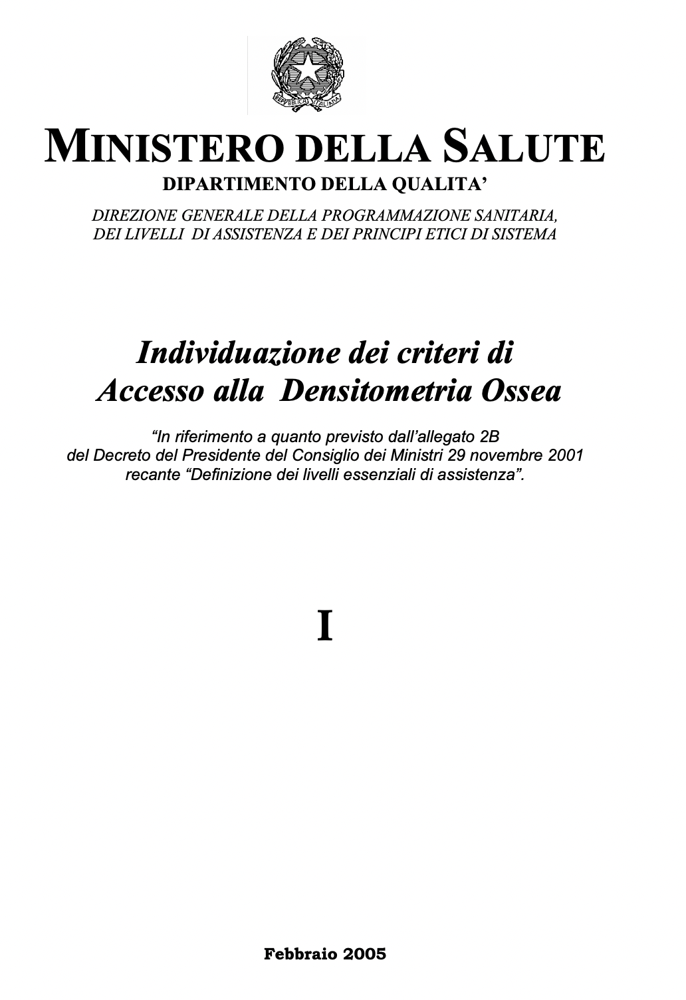 REPVBBLICA ITALIANA
MINISTERO DELLA SALUTE
DIPARTIMENTO DELLA QUALITA’
DIREZIONE GENERALE DELLA PROGRAMMAZIONE SANITARIA,
DEI LIVELLI DI ASSISTENZA E DEI PRINCIPI ETICI DI SISTEMA
Individuazione dei criteri di
Accesso alla Densitometria Ossea
“In riferimento a quanto previsto dall’allegato 2B
del Decreto del Presidente del Consiglio dei Ministri 29 novembre 2001
recante “Definizione dei livelli essenziali di assistenza”.
I
Febbraio 2005